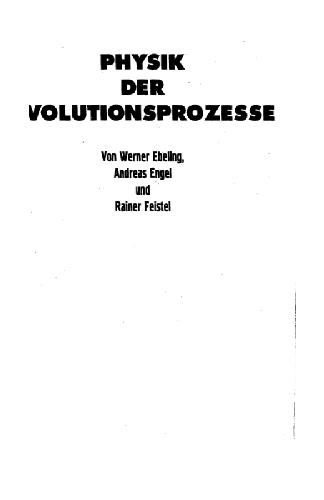 PHYSIK
DER
VOLUTIONSPROZESSE
Von Werner Ebeling,
Andreas Engel
und
Rainer Feistel